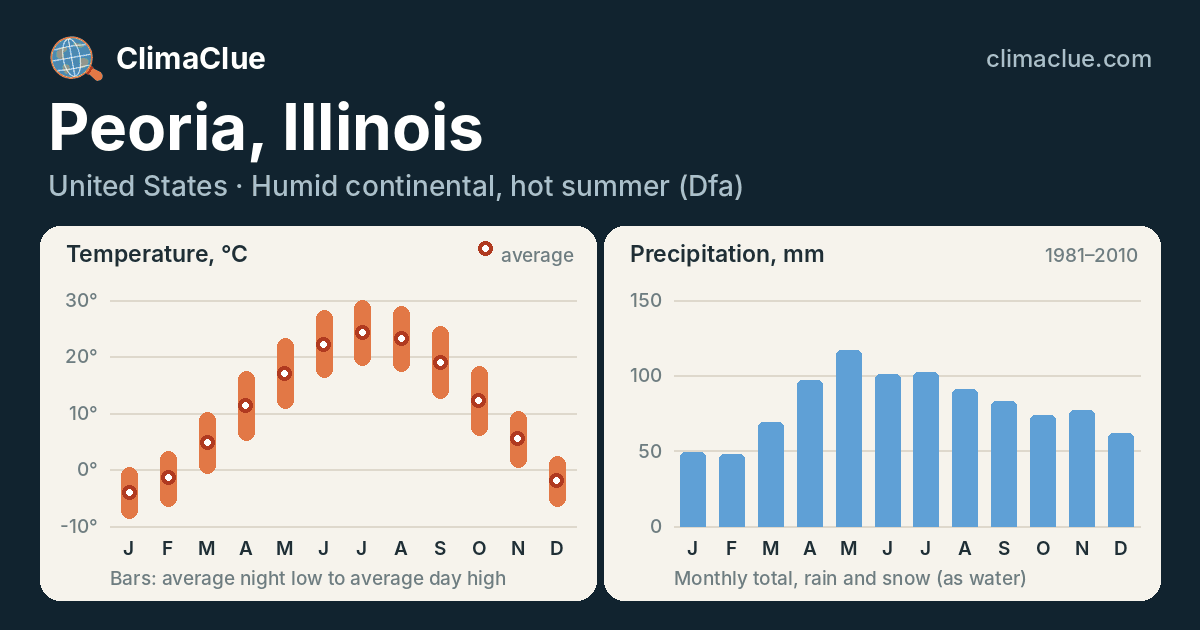 ClimaClue
climaclue.com
Peoria, Illinois
United States · Humid continental, hot summer (Dfa)
Temperature, °C
average
30°
20°
10°
0°
-10°
J F M A M J J A S O N D
Bars: average night low to average day high
Precipitation, mm
1981–2010
150
100
50
0
J F M A M J J A S O N D
Monthly total, rain and snow (as water)